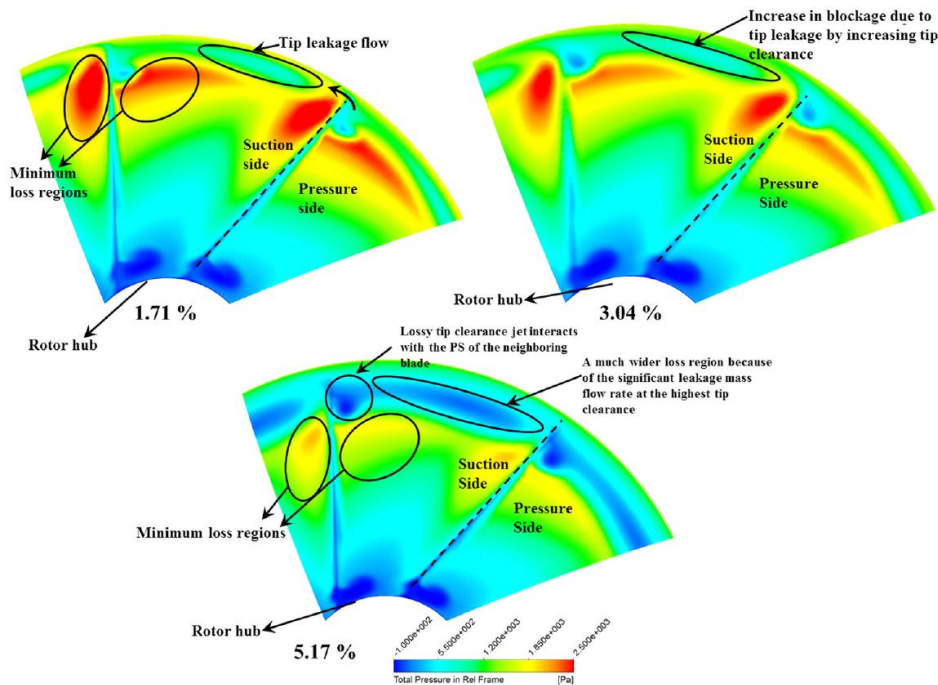 Tip leakage flow
Minimum
loss regions
Suction
side
Pressure
side
Rotor hub
1.71 %
Increase in blockage due to
tip leakage by increasing tip
clearance
Suction
Side
Pressure
Side
Rotor hub
3.04 %
Lossy tip clearance jet interacts
with the PS of the neighboring
blade
A much wider loss region because
of the significant leakage mass
flow rate at the highest tip
clearance
Suction
Side
Pressure
Side
Minimum loss regions
Rotor hub
5.17 %
-1.000e+002
5.500e+002
1.200e+003
1.850e+003
2.500e+003
Total Pressure in Rel Frame [Pa]